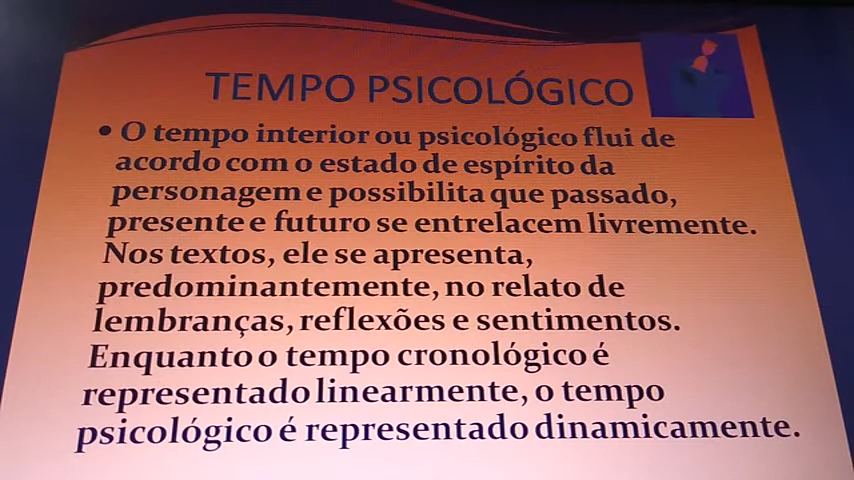 TEMPO PSICOLÓGICO
• O tempo interior ou psicológico flui de
acordo com o estado de espírito da
personagem e possibilita que passado,
presente e futuro se entrelacem livremente.
Nos textos, ele se apresenta,
predominantemente, no relato de
lembranças, reflexões e sentimentos.
Enquanto o tempo cronológico é
representado linearmente, o tempo
psicológico é representado dinamicamente.